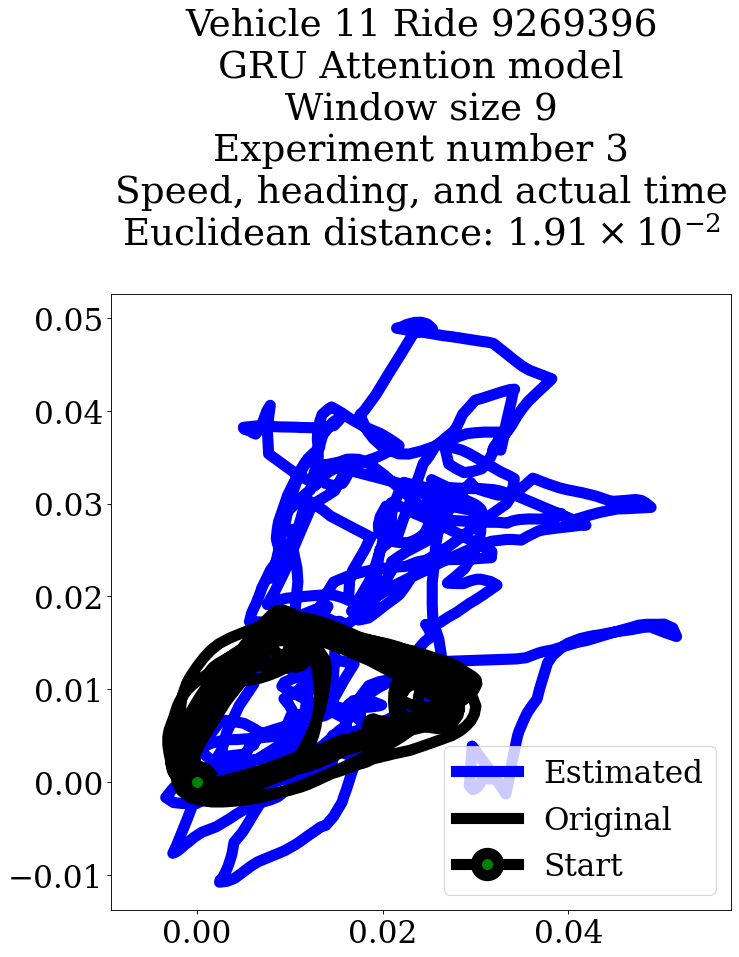 Vehicle 11 Ride 9269396
GRU Attention model
Window size 9
Experiment number 3
Speed, heading, and actual time
Euclidean distance: 1.91 × 10⁻²
0.05
0.04
0.03
0.02
0.01
0.00
−0.01
0.00 0.02 0.04
Estimated
Original
Start